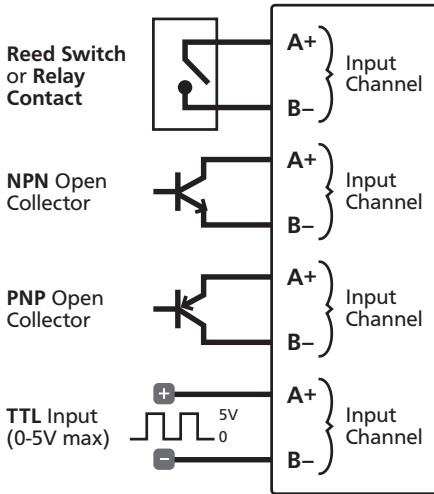 Reed Switch
or Relay
Contact
A+
B–
Input
Channel
NPN Open
Collector
A+
B–
Input
Channel
PNP Open
Collector
A+
B–
Input
Channel
TTL Input
(0-5V max)
+
–
5V
0
A+
B–
Input
Channel